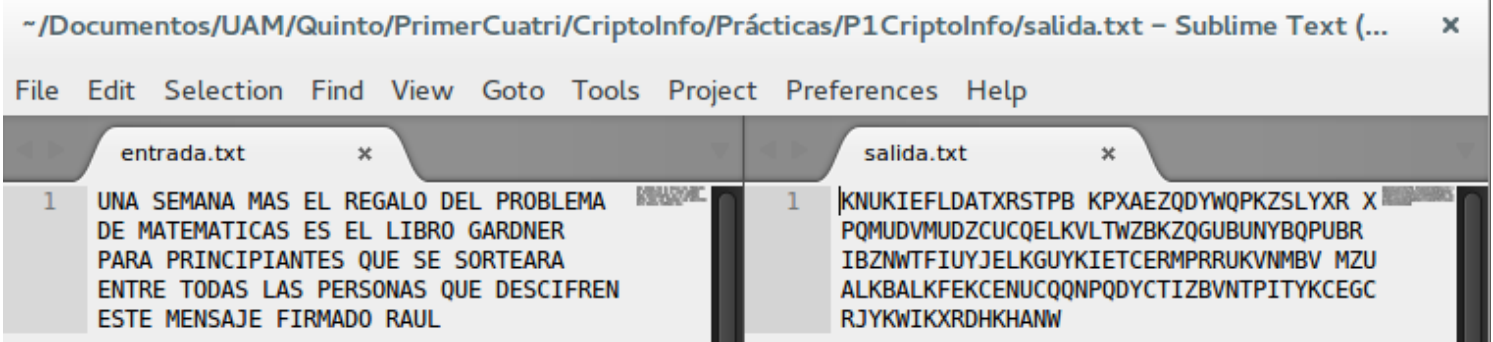 ~/Documentos/UAM/Quinto/PrimerCuatri/CriptoInfo/Prácticas/P1CriptoInfo/salida.txt – Sublime Text (...
File Edit Selection Find View Goto Tools Project Preferences Help
entrada.txt
1 UNA SEMANA MAS EL REGALO DEL PROBLEMA
DE MATEMATICAS ES EL LIBRO GARDNER
PARA PRINCIPIANTES QUE SE SORTEARA
ENTRE TODAS LAS PERSONAS QUE DESCIFREN
ESTE MENSAJE FIRMADO RAUL
salida.txt
1 KNUKIEFLDATXRSTPB KPXAEZQDYWQPKZSLYXR X
PQMUDVMUDZCUCQELKVLTWZBKZQGUBUNYBQPUBR
IBZNWTFIUYJELKGUYKIETCERMPRRUKVNMBV MZU
ALKBALKFEKCENUCQQNPQDYCTIZBVNTPITYKCEGC
RJYKWIKXRDHKHANW